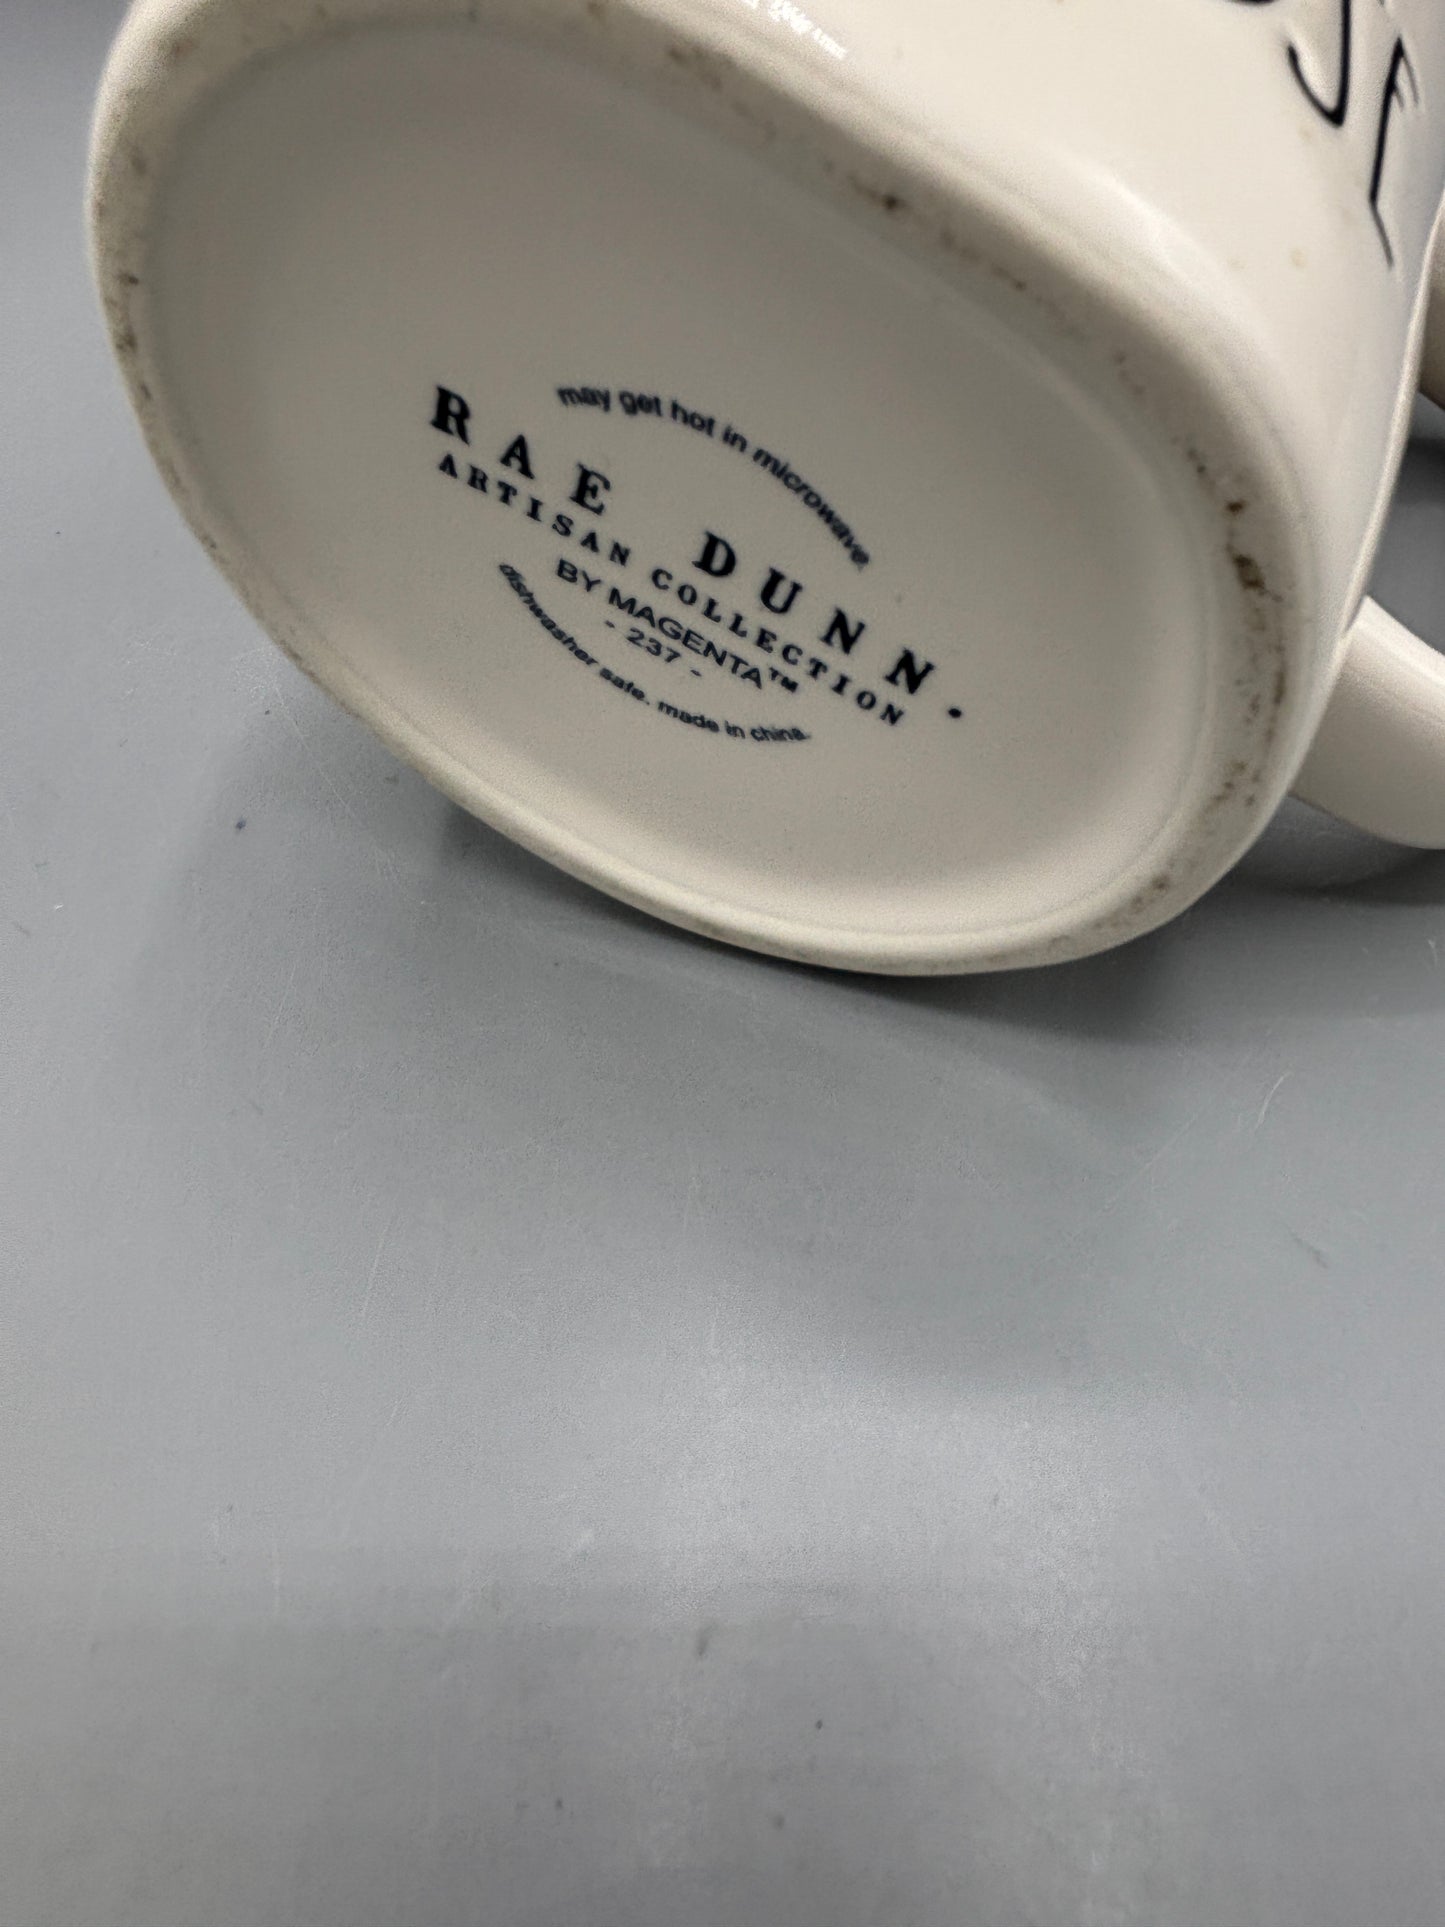 may get hot in microwave.
RAE DUNN.
ARTISAN COLLECTION
BY MAGENTA™
- 237 -
dishwasher safe. made in china.